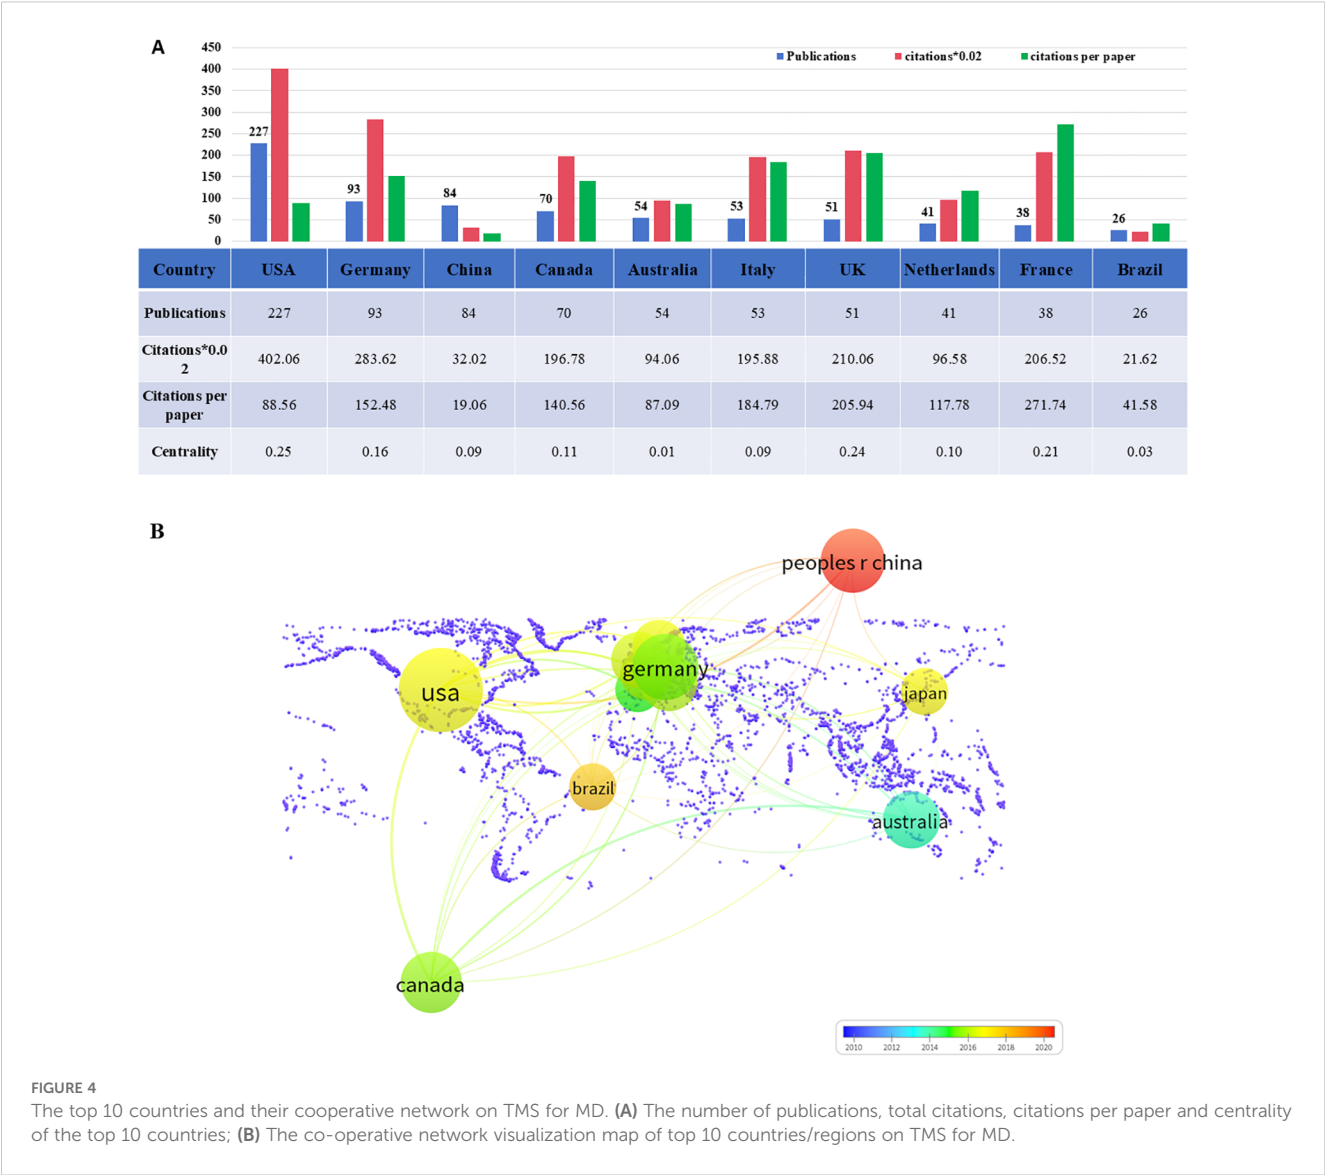 A
450
400
350
300
250
200
150
100
50
0
Publications citations*0.02 citations per paper
227 93 84 70 54 53 51 41 38 26
Country USA Germany China Canada Australia Italy UK Netherlands France Brazil
Publications 227 93 84 70 54 53 51 41 38 26
Citations*0.0
2 402.06 283.62 32.02 196.78 94.06 195.88 210.06 96.58 206.52 21.62
Citations per
paper 88.56 152.48 19.06 140.56 87.09 184.79 205.94 117.78 271.74 41.58
Centrality 0.25 0.16 0.09 0.11 0.01 0.09 0.24 0.10 0.21 0.03
B
peoples r china
germany
usa
japan
brazil
australia
canada
2010 2012 2014 2016 2018 2020
FIGURE 4
The top 10 countries and their cooperative network on TMS for MD. (A) The number of publications, total citations, citations per paper and centrality
of the top 10 countries; (B) The co-operative network visualization map of top 10 countries/regions on TMS for MD.